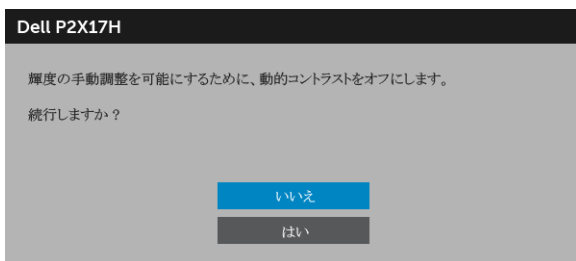 Dell P2X17H
輝度の手動調整を可能にするために、動的コントラストをオフにします。
続行しますか？
いいえ
はい